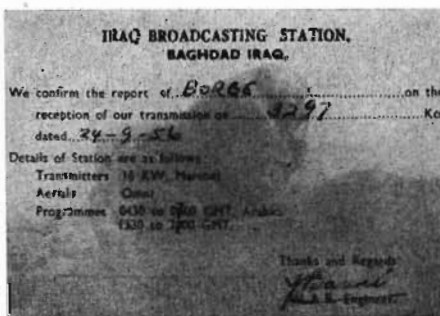 IRAQ BROADCASTING STATION,
BAGHDAD IRAQ,
We confirm the report of on the
reception of our transmission on 3297 Kc
dated 24-9-56
Details of Station are as follows
Transmitters KW,
Aerials
Programmes 0430 to GMT, Arabic
to GMT.
Thanks and Regards
Engineer